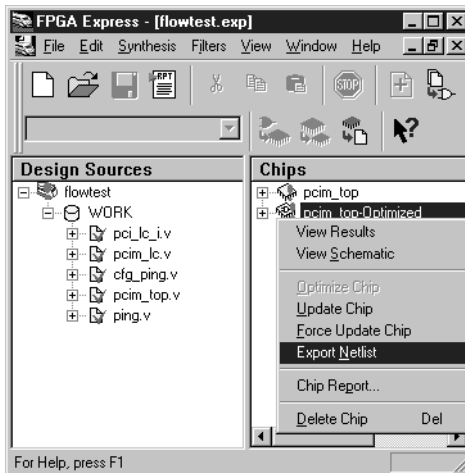 FPGA Express - [flowtest.exp]
File Edit Synthesis Filters View Window Help
RPT
STOP
Design Sources
Chips
flowtest
WORK
pci_lc_i.v
pcim_lc.v
cfg_ping.v
pcim_top.v
ping.v
pcim_top
pcim_top-Optimized
View Results
View Schematic
Optimize Chip
Update Chip
Force Update Chip
Export Netlist
Chip Report...
Delete Chip Del
For Help, press F1